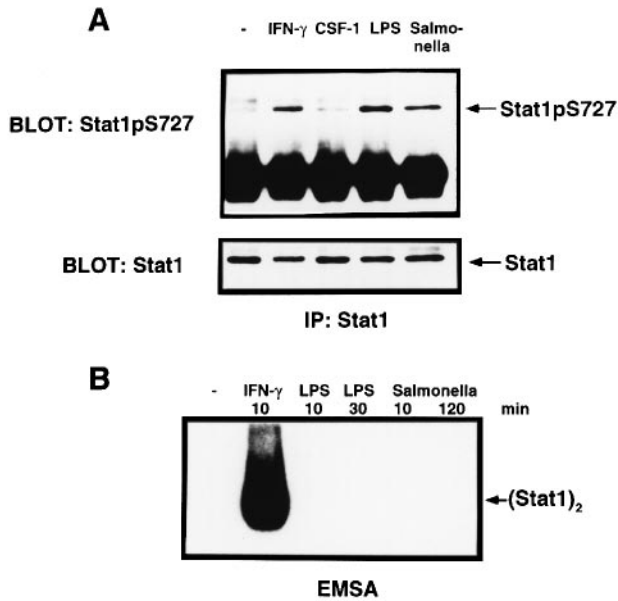 A
- IFN-γ CSF-1 LPS Salmo-
nella
BLOT: Stat1pS727
Stat1pS727
BLOT: Stat1
Stat1
IP: Stat1
B
- IFN-γ LPS LPS Salmonella
10 10 30 10 120 min
(Stat1)2
EMSA